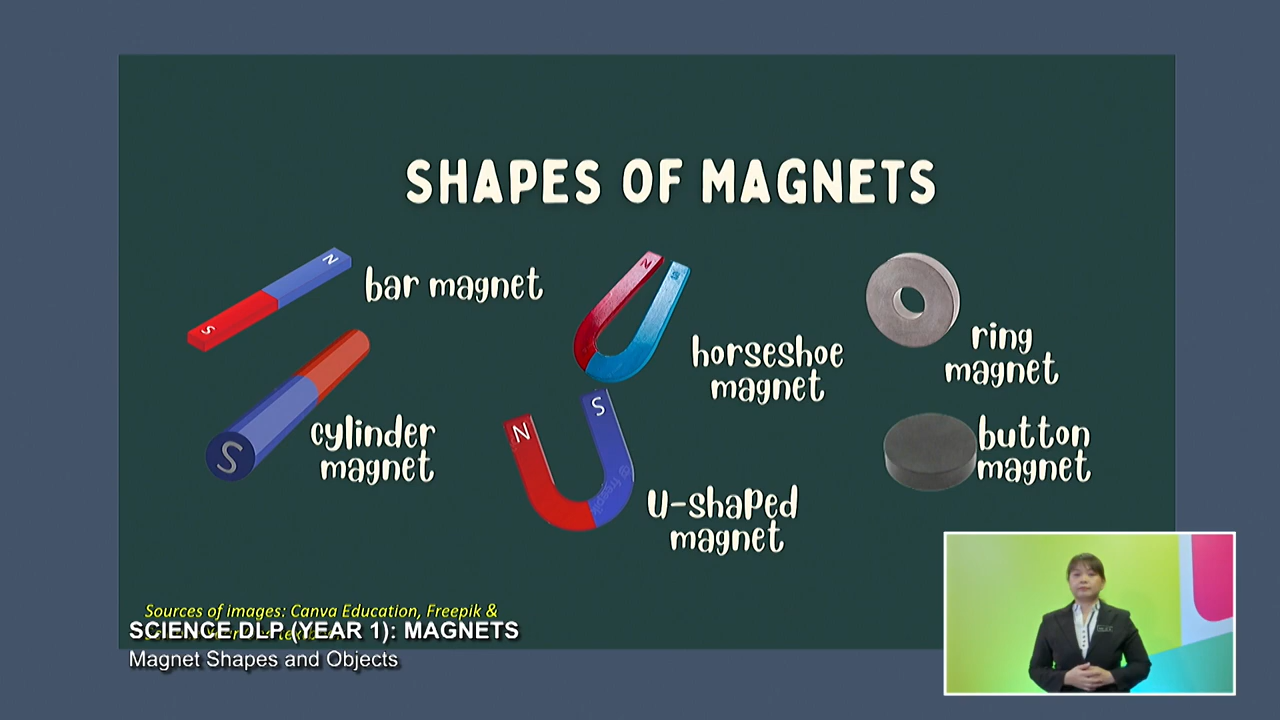 SHAPES OF MAGNETS
N
S
bar magnet
S
cylinder
magnet
N
S
horseshoe
magnet
N
S
U-shaped
magnet
ring
magnet
button
magnet
Sources of images: Canva Education, Freepik &
SCIENCE DLP (YEAR 1): MAGNETS
Magnet Shapes and Objects